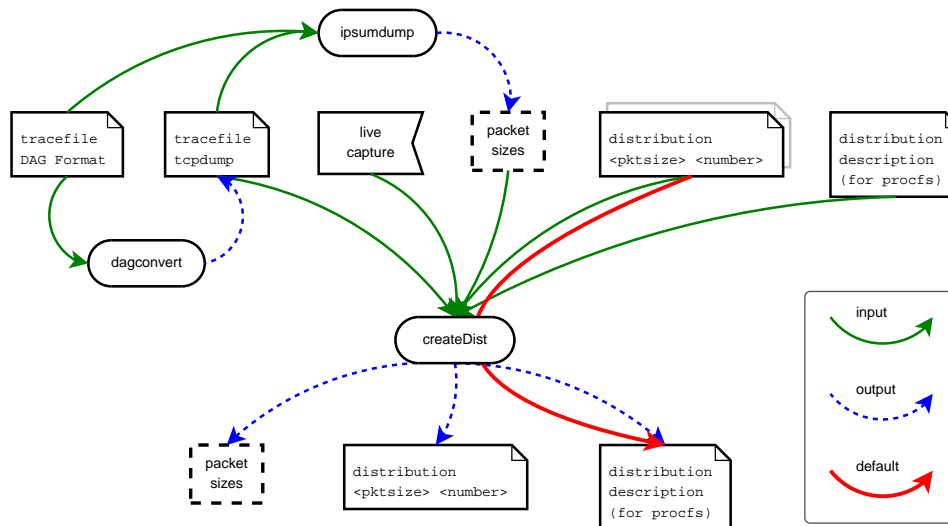 ipsumdump
tracefile
DAG Format
tracefile
tcpdump
live
capture
packet
sizes
distribution
<pktsize> <number>
distribution
description
(for procfs)
dagconvert
createDist
input
output
default
packet
sizes
distribution
<pktsize> <number>
distribution
description
(for procfs)